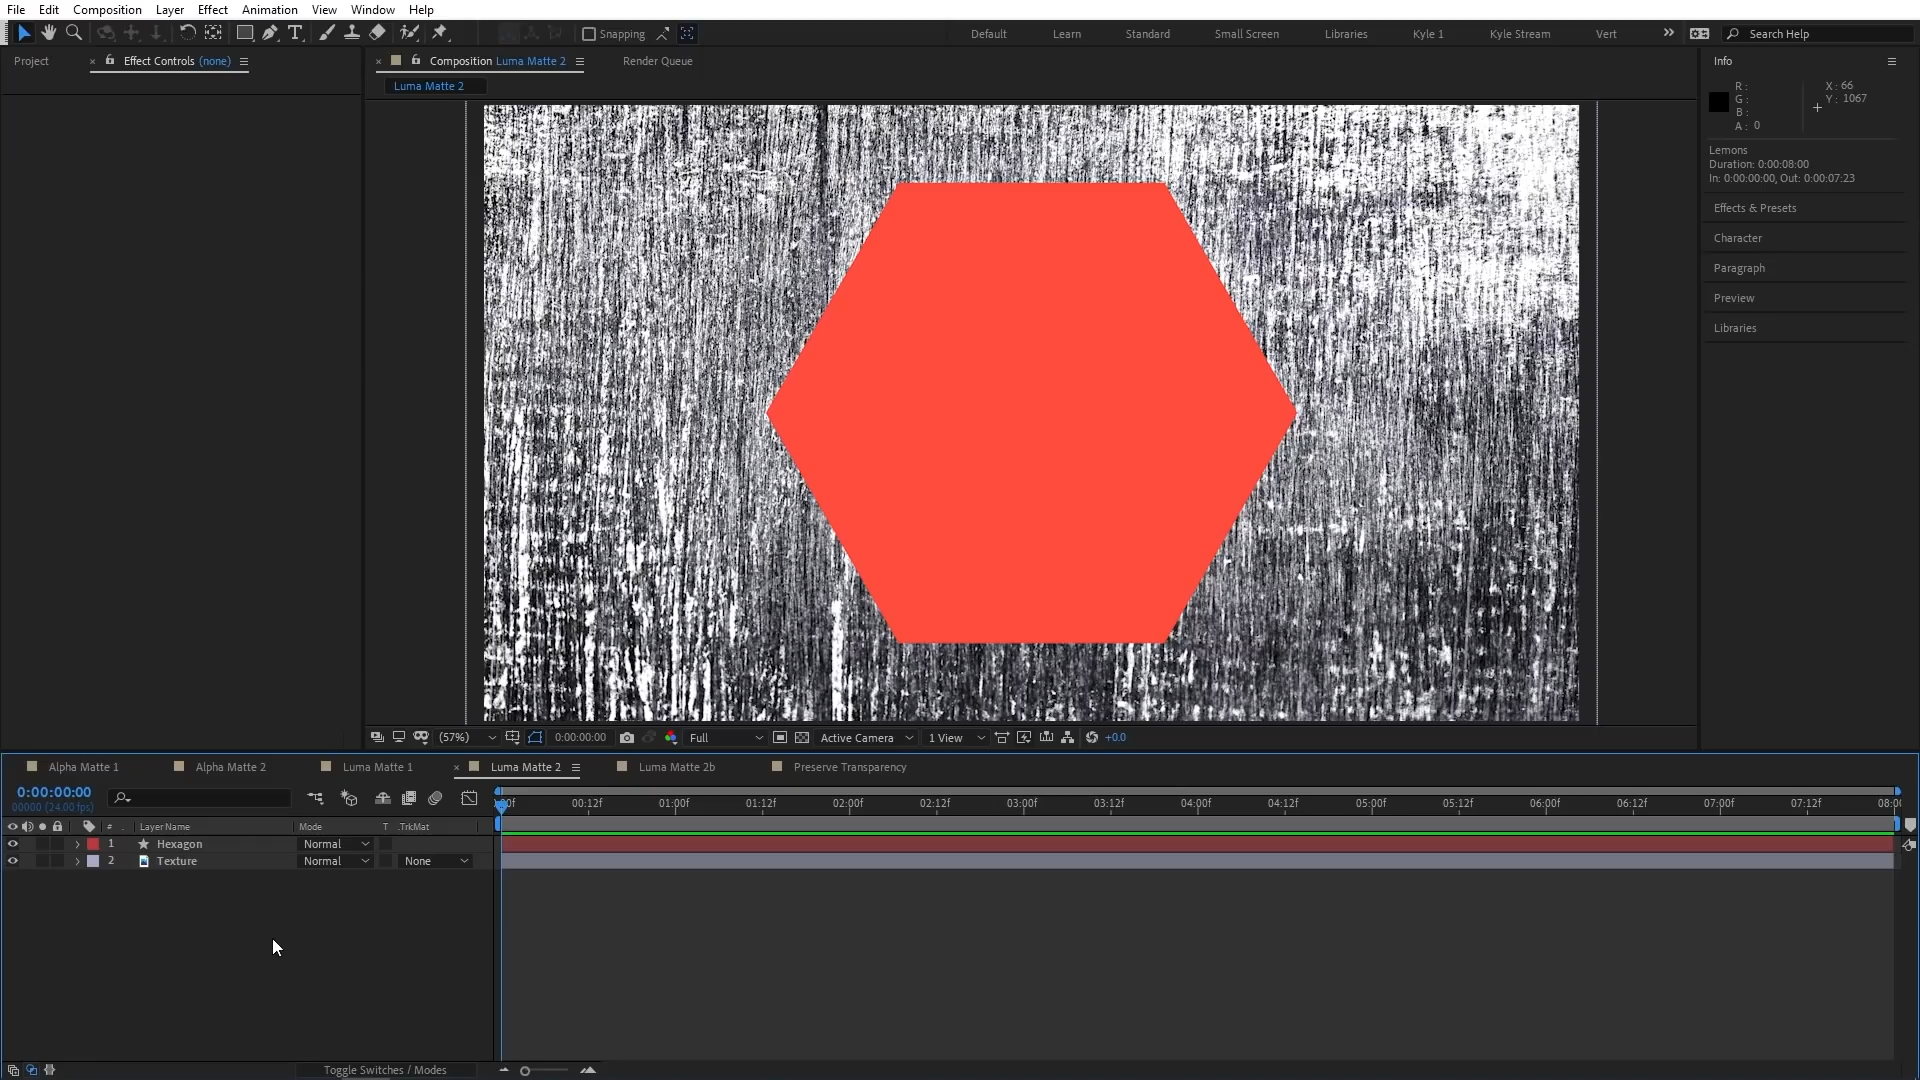 File Edit Composition Layer Effect Animation View Window Help
Snapping Default Learn Standard Small Screen Libraries Kyle 1 Kyle Stream Vert Search Help
Project Effect Controls (none) Composition Luma Matte 2 Render Queue Info
Luma Matte 2
R :
G :
B :
A : 0
X : 66
Y : 1067
Lemons
Duration: 0:00:08:00
In: 0:00:00:00, Out: 0:00:07:23
Effects & Presets
Character
Paragraph
Preview
Libraries
(57%) 0:00:00:00 Full Active Camera 1 View +0.0
Alpha Matte 1 Alpha Matte 2 Luma Matte 1 Luma Matte 2 Luma Matte 2b Preserve Transparency
0:00:00:00
00000 (24.00 fps)
00f 00:12f 01:00f 01:12f 02:00f 02:12f 03:00f 03:12f 04:00f 04:12f 05:00f 05:12f 06:00f 06:12f 07:00f 07:12f 08:0
# Layer Name Mode T .TrkMat
1 Hexagon Normal
2 Texture Normal None
Toggle Switches / Modes